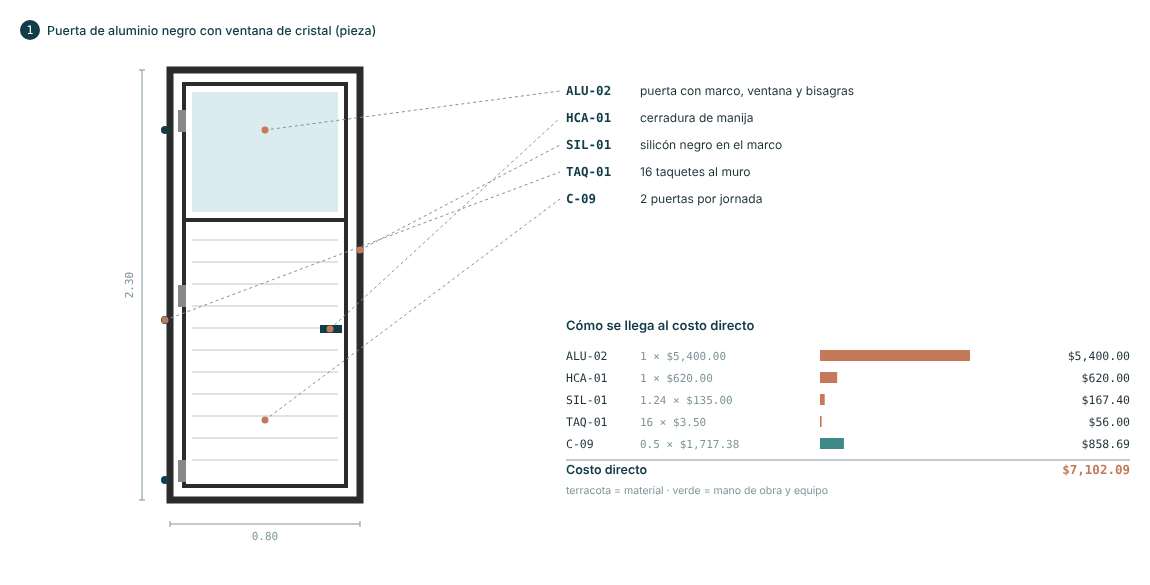 1 Puerta de aluminio negro con ventana de cristal (pieza)
ALU-02 puerta con marco, ventana y bisagras
HCA-01 cerradura de manija
SIL-01 silicón negro en el marco
TAQ-01 16 taquetes al muro
C-09 2 puertas por jornada
2.30
0.80
Cómo se llega al costo directo
ALU-02 1 × $5,400.00 $5,400.00
HCA-01 1 × $620.00 $620.00
SIL-01 1.24 × $135.00 $167.40
TAQ-01 16 × $3.50 $56.00
C-09 0.5 × $1,717.38 $858.69
Costo directo $7,102.09
terracota = material · verde = mano de obra y equipo